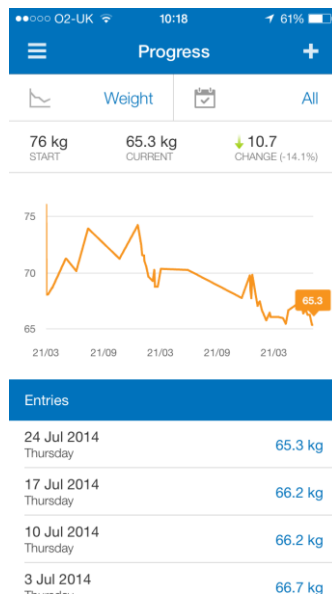 O2-UK 10:18 61%
Progress +
Weight All
76 kg 65.3 kg 10.7
START CURRENT CHANGE (-14.1%)
75
70
65.3
65
21/03 21/09 21/03 21/09 21/03
Entries
24 Jul 2014
Thursday 65.3 kg
17 Jul 2014
Thursday 66.2 kg
10 Jul 2014
Thursday 66.2 kg
3 Jul 2014
Thursday 66.7 kg